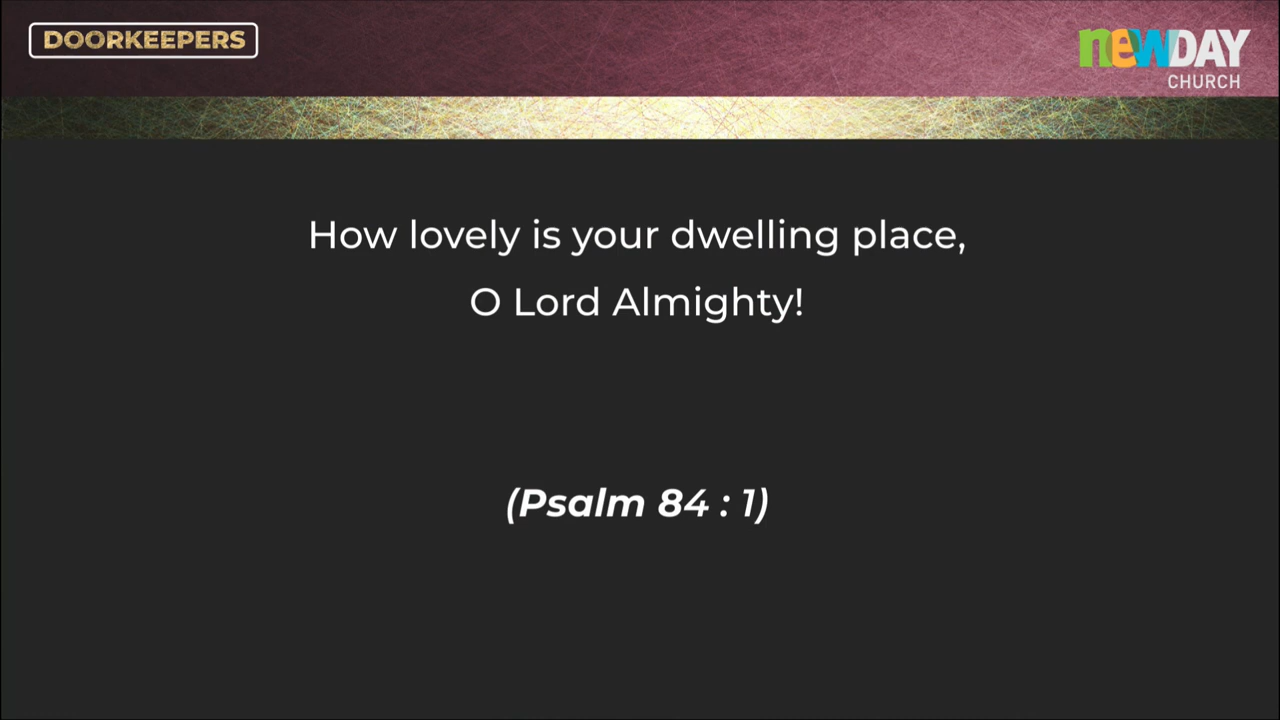 DOORKEEPERS
newDAY
CHURCH
How lovely is your dwelling place,
O Lord Almighty!
(Psalm 84 : 1)